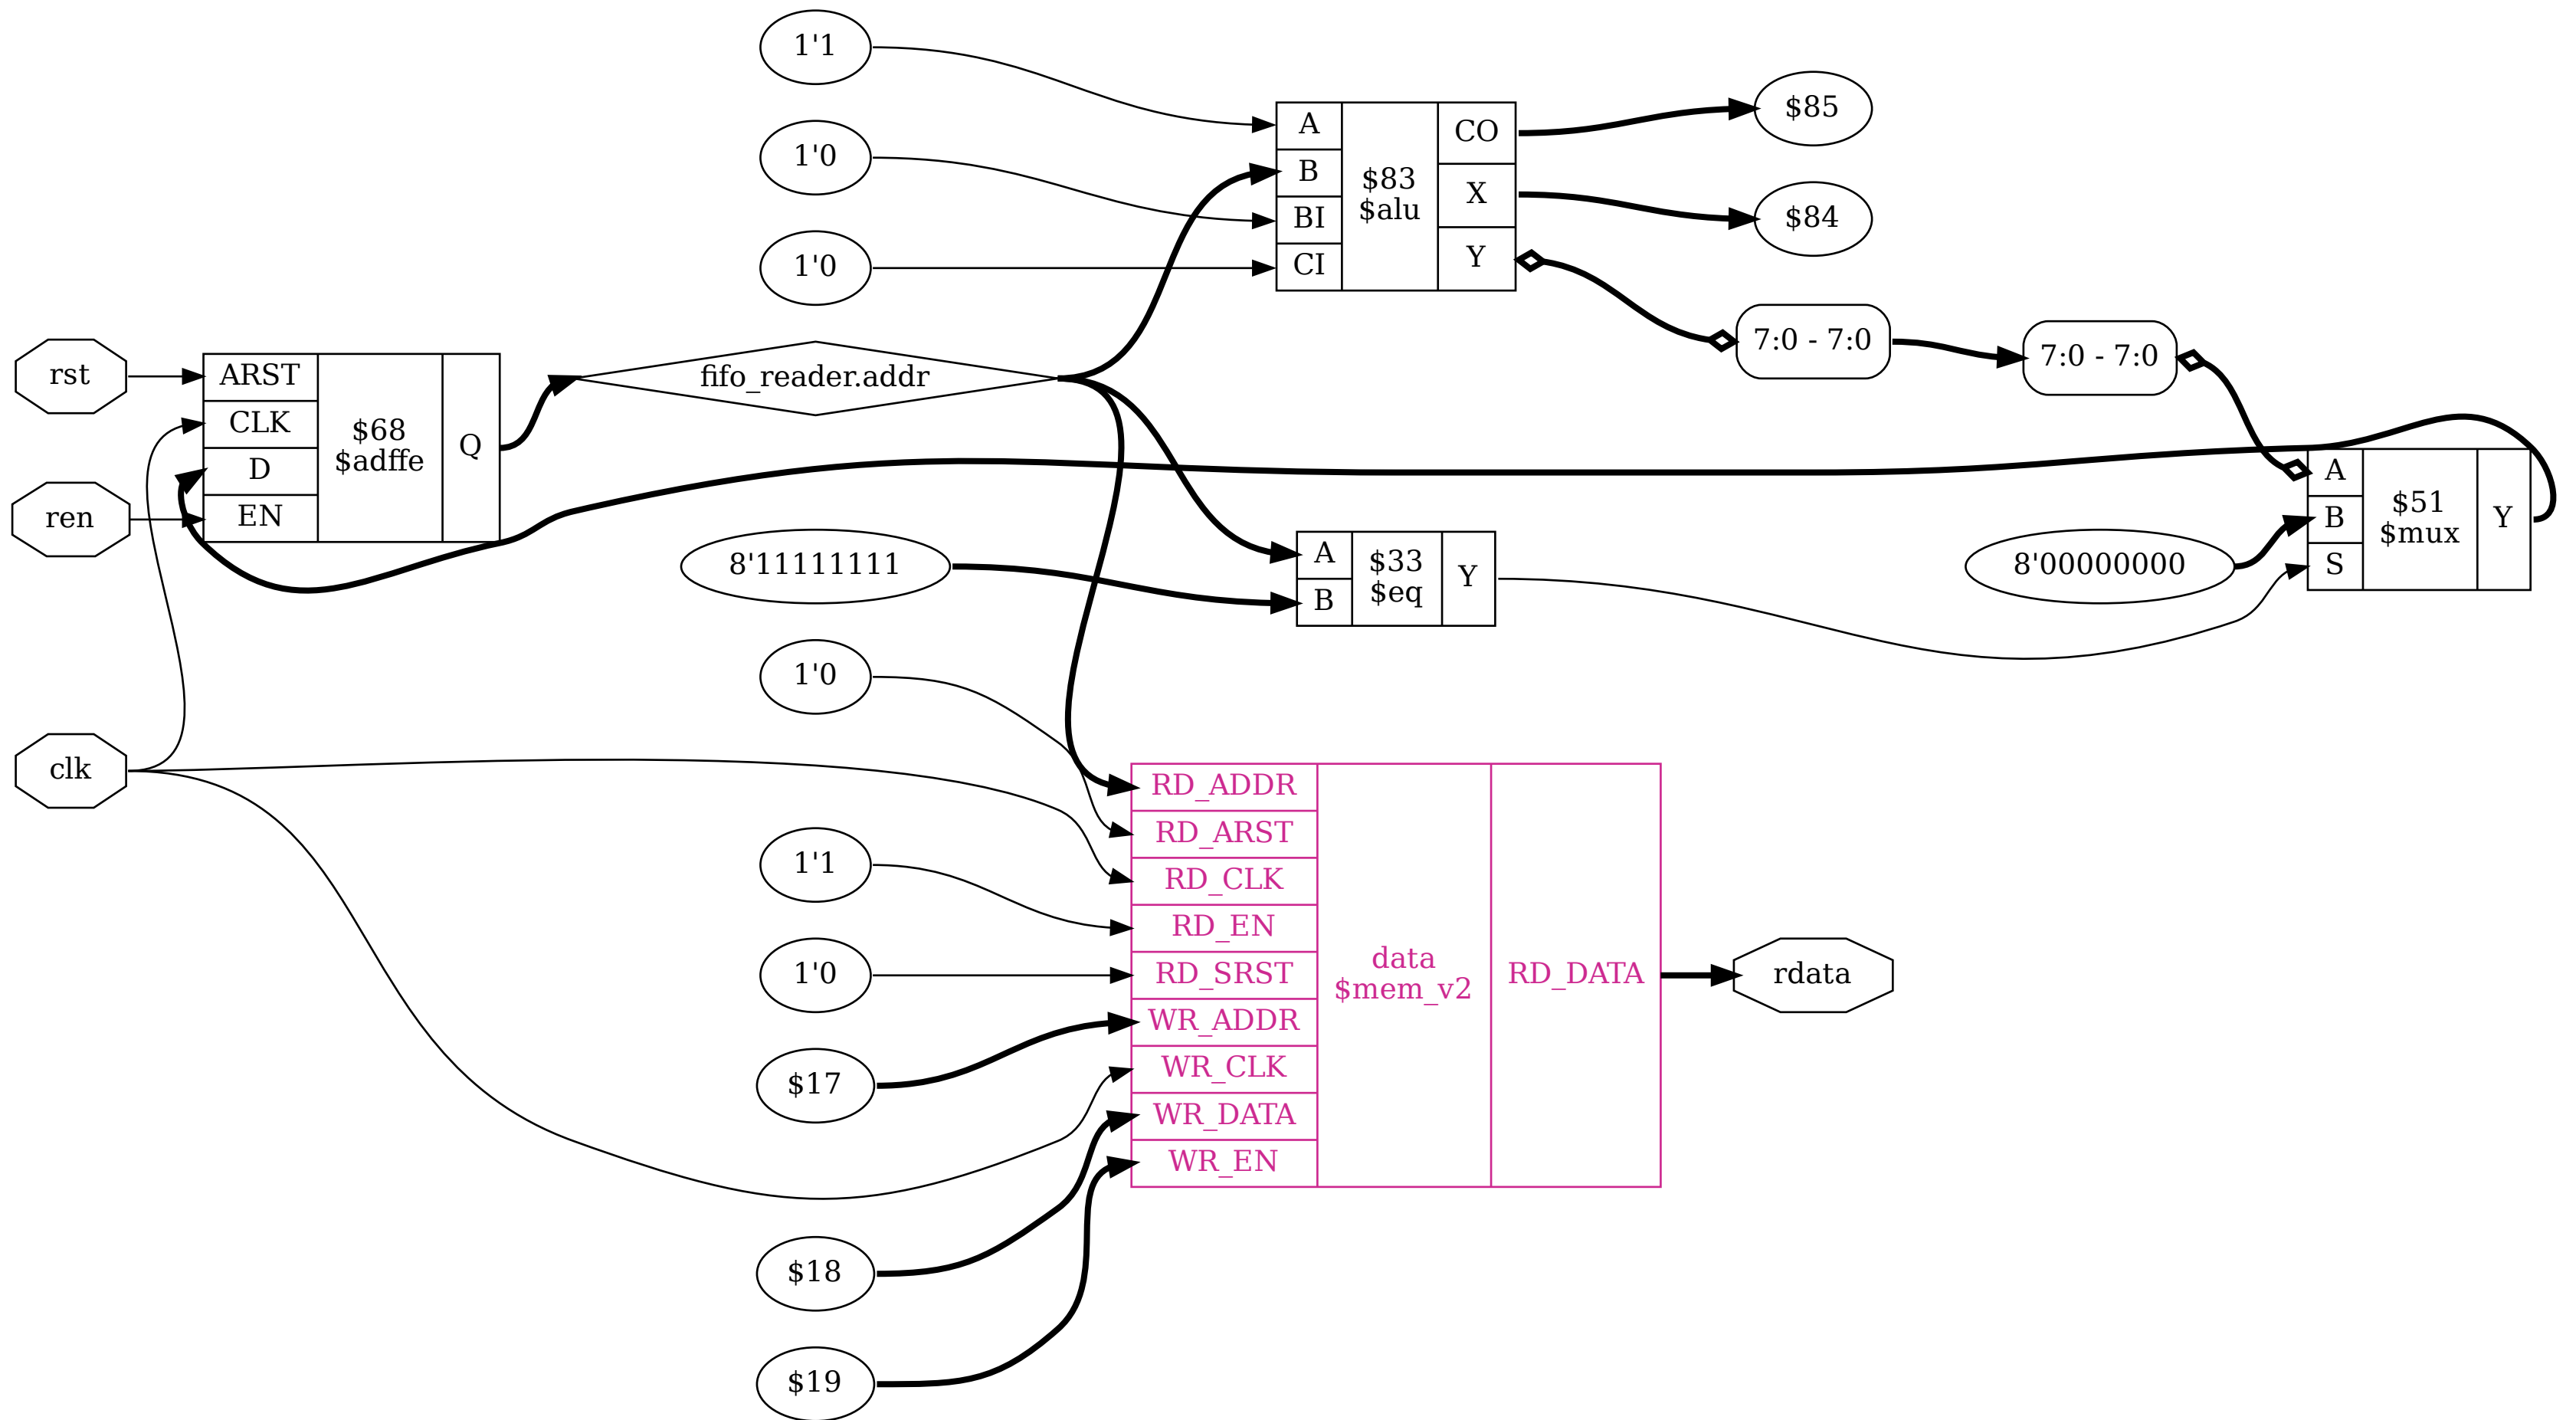 1'1
1'0
1'0
A
B
BI
CI
$83
$alu
CO
X
Y
$85
$84
7:0 - 7:0
7:0 - 7:0
rst
ren
clk
ARST
CLK
D
EN
$68
$adffe
Q
fifo_reader.addr
8'11111111
A
B
$33
$eq
Y
8'00000000
A
B
S
$51
$mux
Y
1'0
1'1
1'0
$17
$18
$19
RD_ADDR
RD_ARST
RD_CLK
RD_EN
RD_SRST
WR_ADDR
WR_CLK
WR_DATA
WR_EN
data
$mem_v2
RD_DATA
rdata